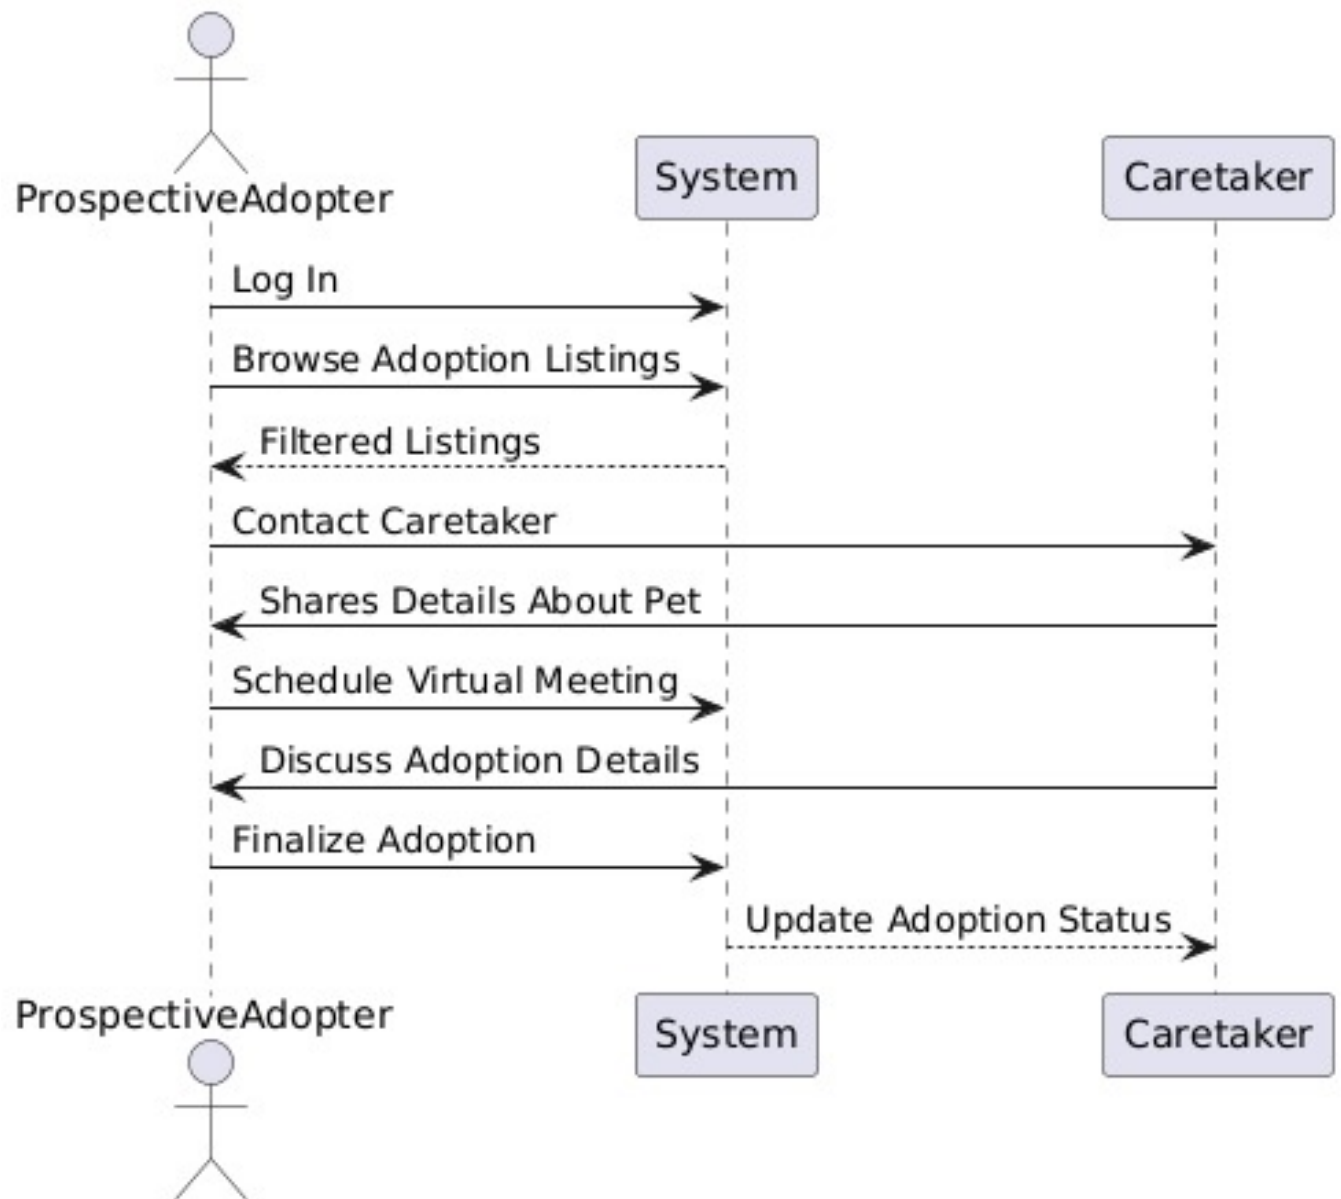 ProspectiveAdopter
System
Caretaker
Log In
Browse Adoption Listings
Filtered Listings
Contact Caretaker
Shares Details About Pet
Schedule Virtual Meeting
Discuss Adoption Details
Finalize Adoption
Update Adoption Status
ProspectiveAdopter
System
Caretaker